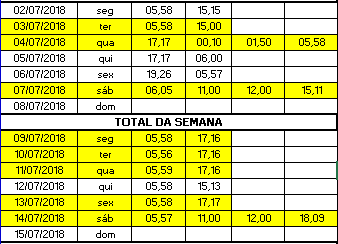 02/07/2018 seg 05,58 15,15
03/07/2018 ter 05,58 15,00
04/07/2018 qua 17,17 00,10 01,50 05,58
05/07/2018 qui 17,17 06,00
06/07/2018 sex 19,26 05,57
07/07/2018 sáb 06,05 11,00 12,00 15,11
08/07/2018 dom
TOTAL DA SEMANA
09/07/2018 seg 05,58 17,16
10/07/2018 ter 05,56 17,16
11/07/2018 qua 05,59 17,16
12/07/2018 qui 05,58 15,13
13/07/2018 sex 05,58 17,17
14/07/2018 sáb 05,57 11,00 12,00 18,09
15/07/2018 dom